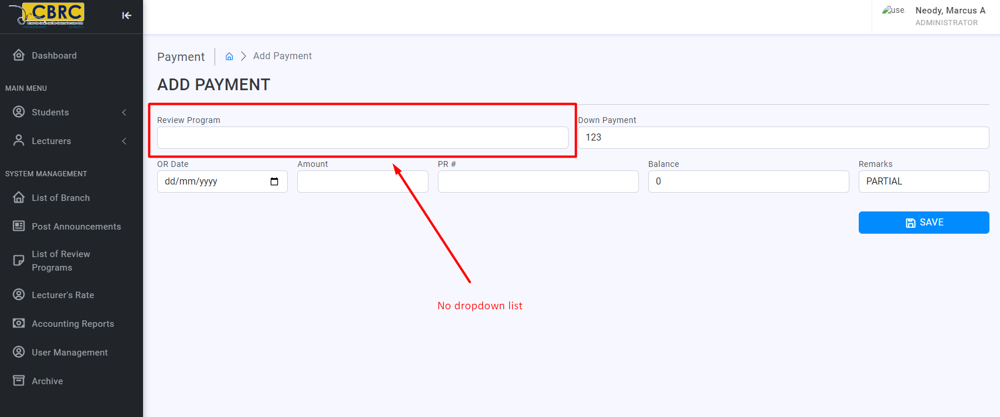 CBRC
use.
Neody, Marcus A
ADMINISTRATOR
Dashboard
MAIN MENU
Students
Lecturers
SYSTEM MANAGEMENT
List of Branch
Post Announcements
List of Review
Programs
Lecturer's Rate
Accounting Reports
User Management
Archive
Payment
Add Payment
ADD PAYMENT
Review Program
Down Payment
123
OR Date
Amount
PR #
Balance
Remarks
dd/mm/yyyy
0
PARTIAL
SAVE
No dropdown list